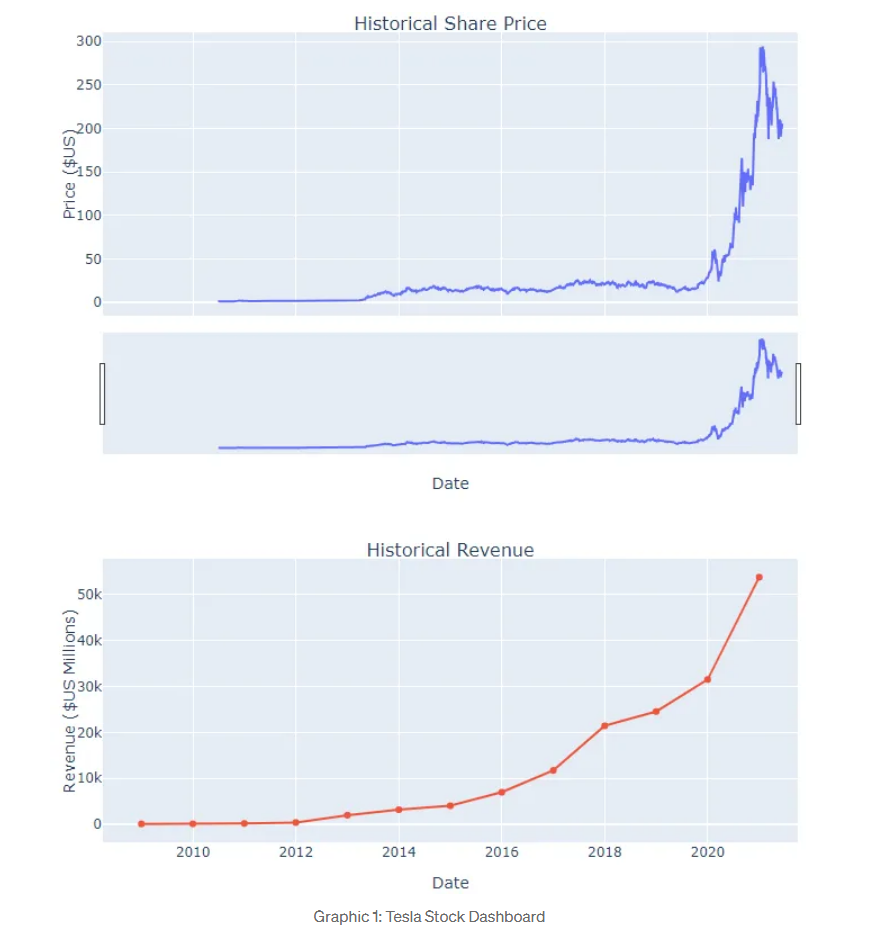 Historical Share Price
300
250
200
150
100
50
0
Price ($US)
Date
Historical Revenue
50k
40k
30k
20k
10k
0
Revenue ($US Millions)
2010 2012 2014 2016 2018 2020
Date
Graphic 1: Tesla Stock Dashboard